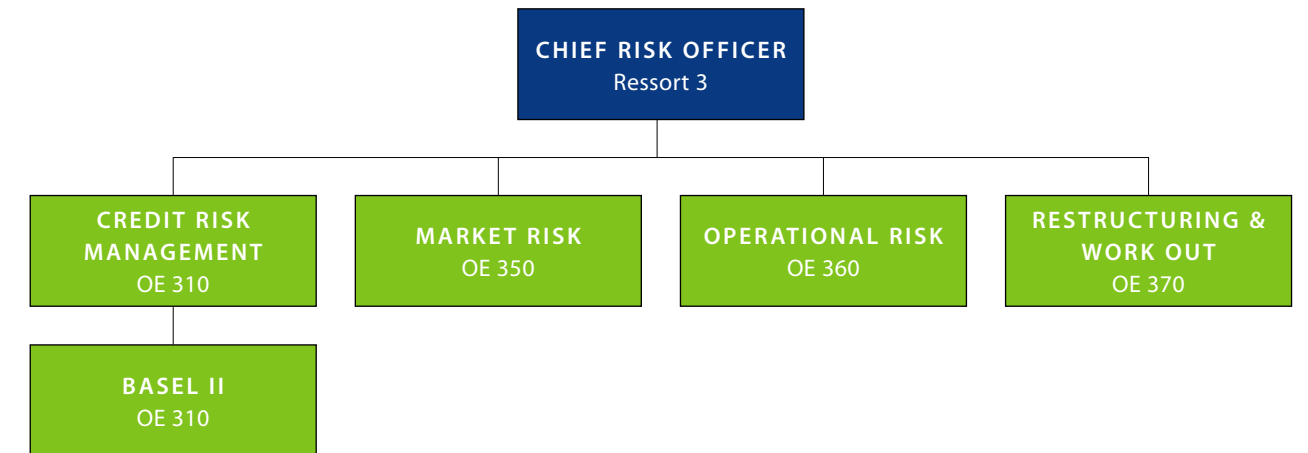 CHIEF RISK OFFICER
Ressort 3
CREDIT RISK
MANAGEMENT
OE 310
MARKET RISK
OE 350
OPERATIONAL RISK
OE 360
RESTRUCTURING &
WORK OUT
OE 370
BASEL II
OE 310